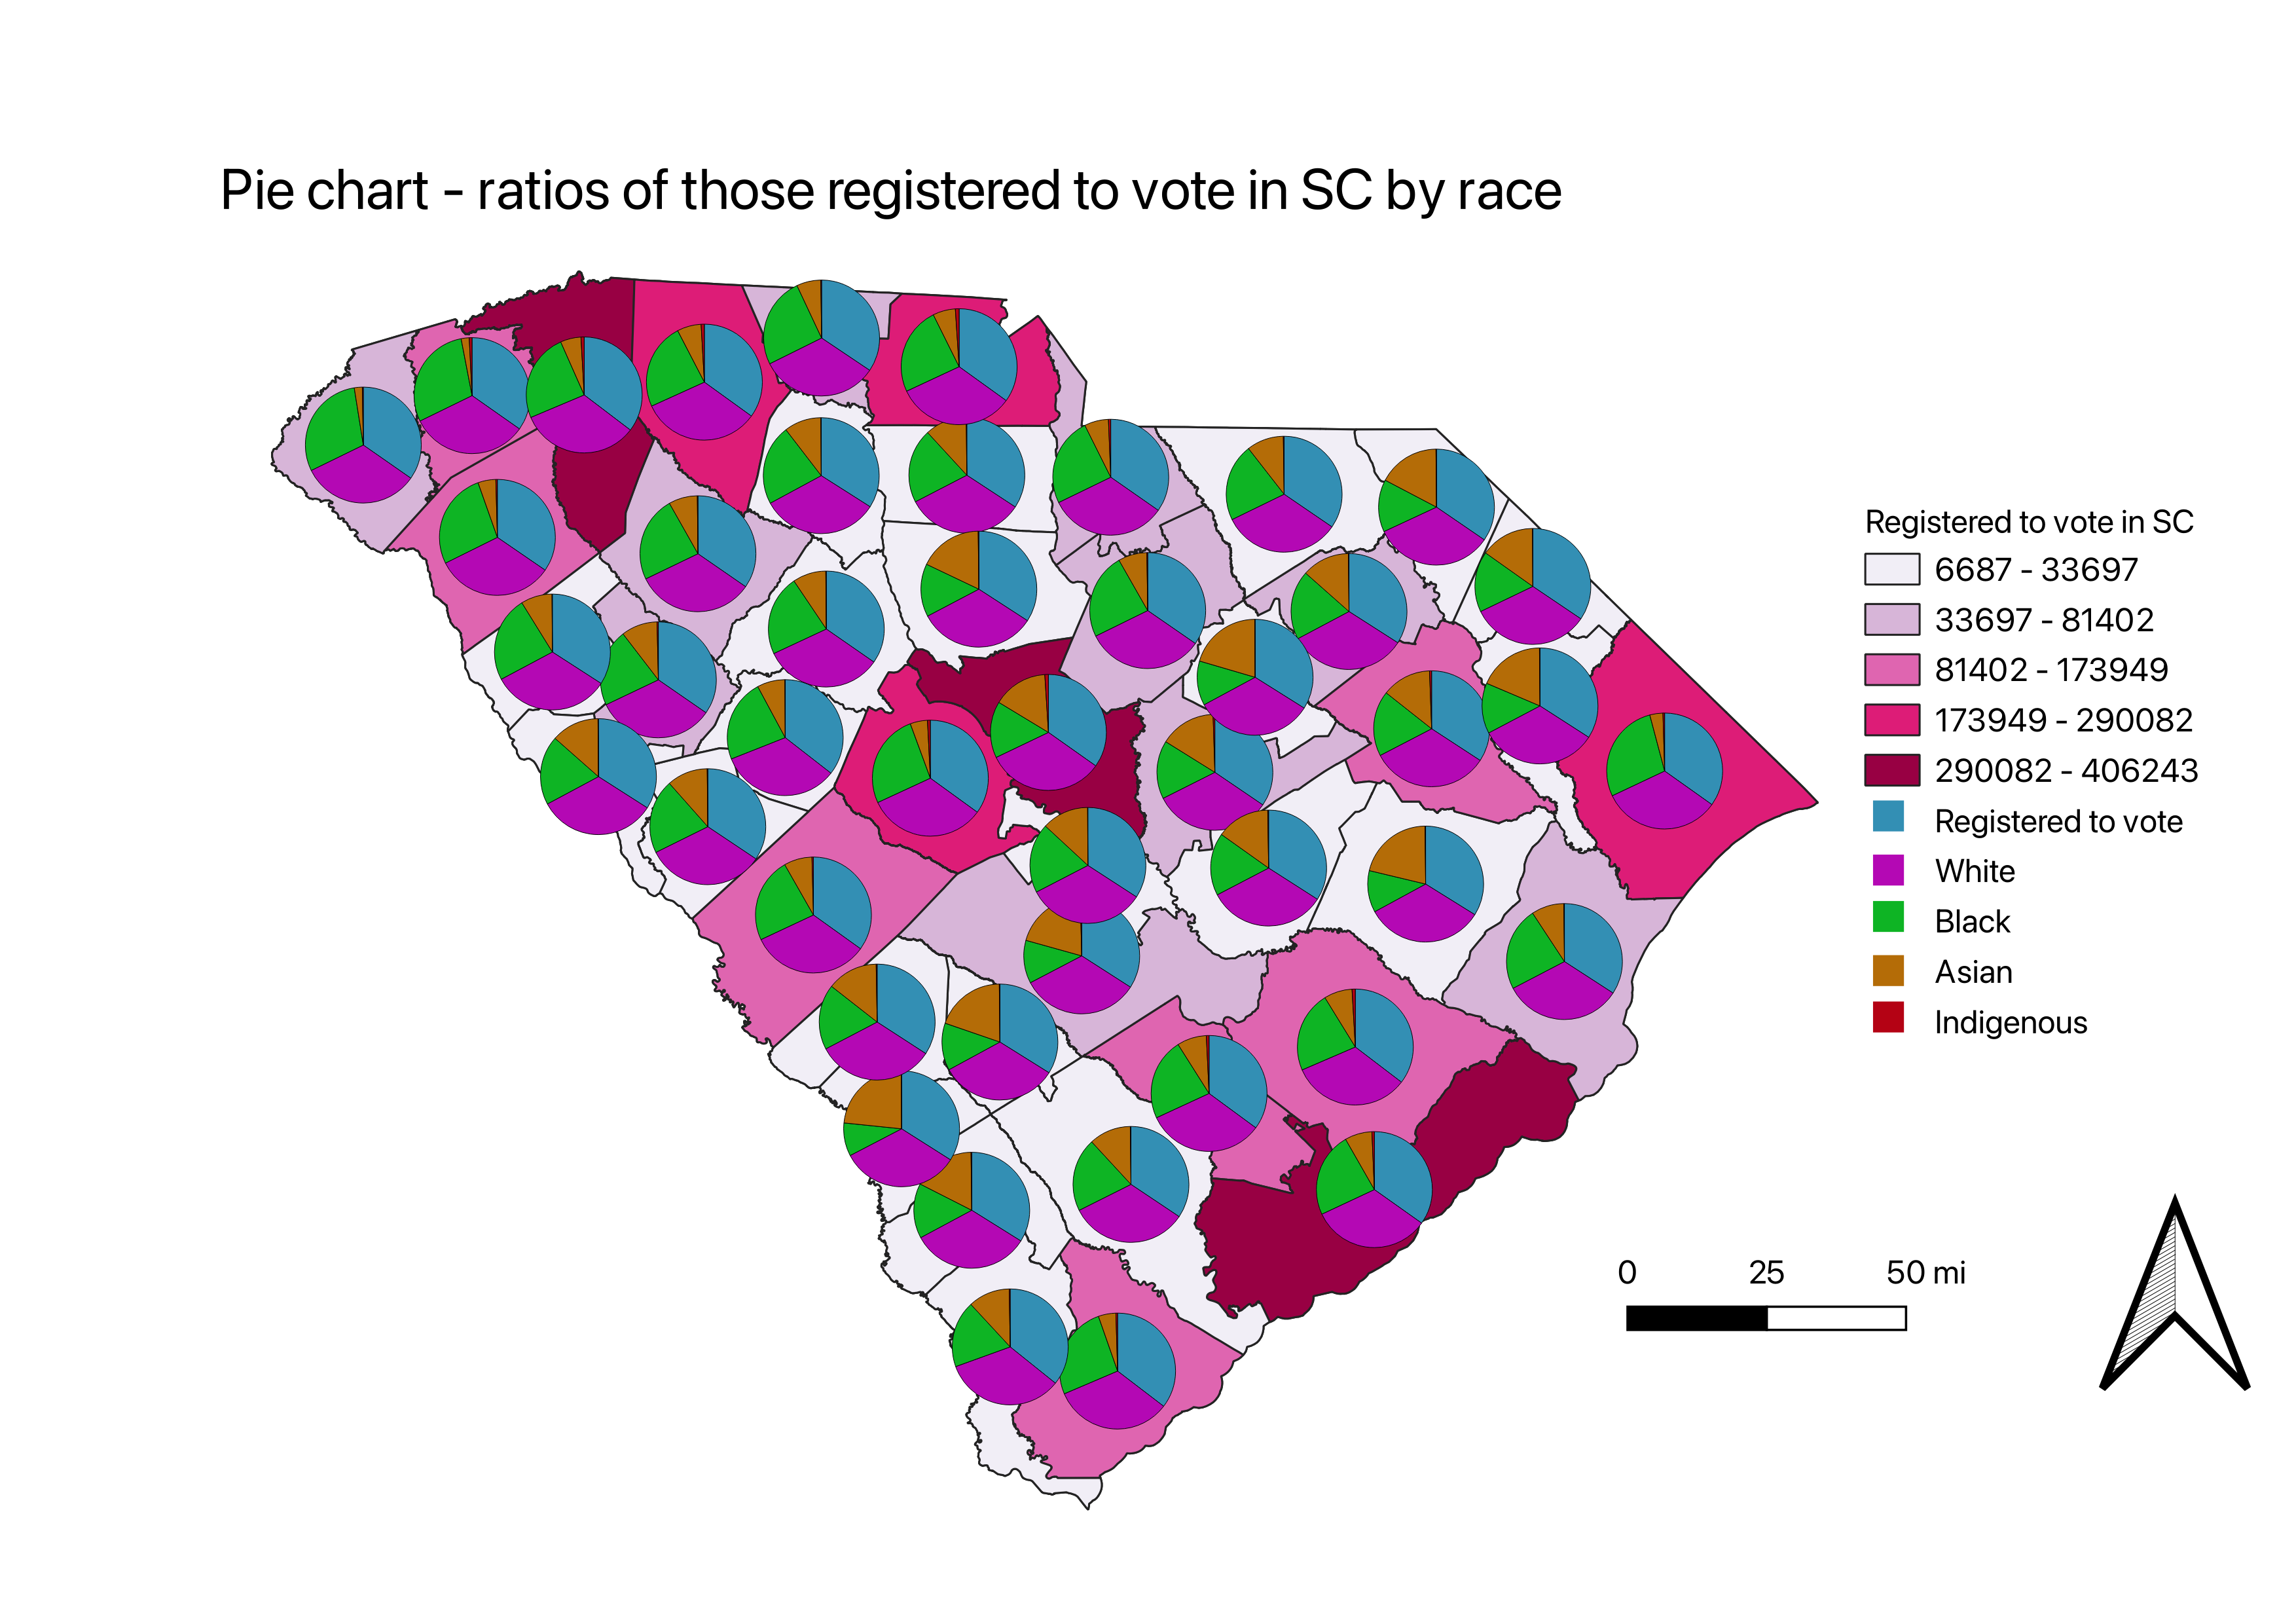 Pie chart - ratios of those registered to vote in SC by race
Registered to vote in SC
6687 - 33697
33697 - 81402
81402 - 173949
173949 - 290082
290082 - 406243
Registered to vote
White
Black
Asian
Indigenous
0 25 50 mi